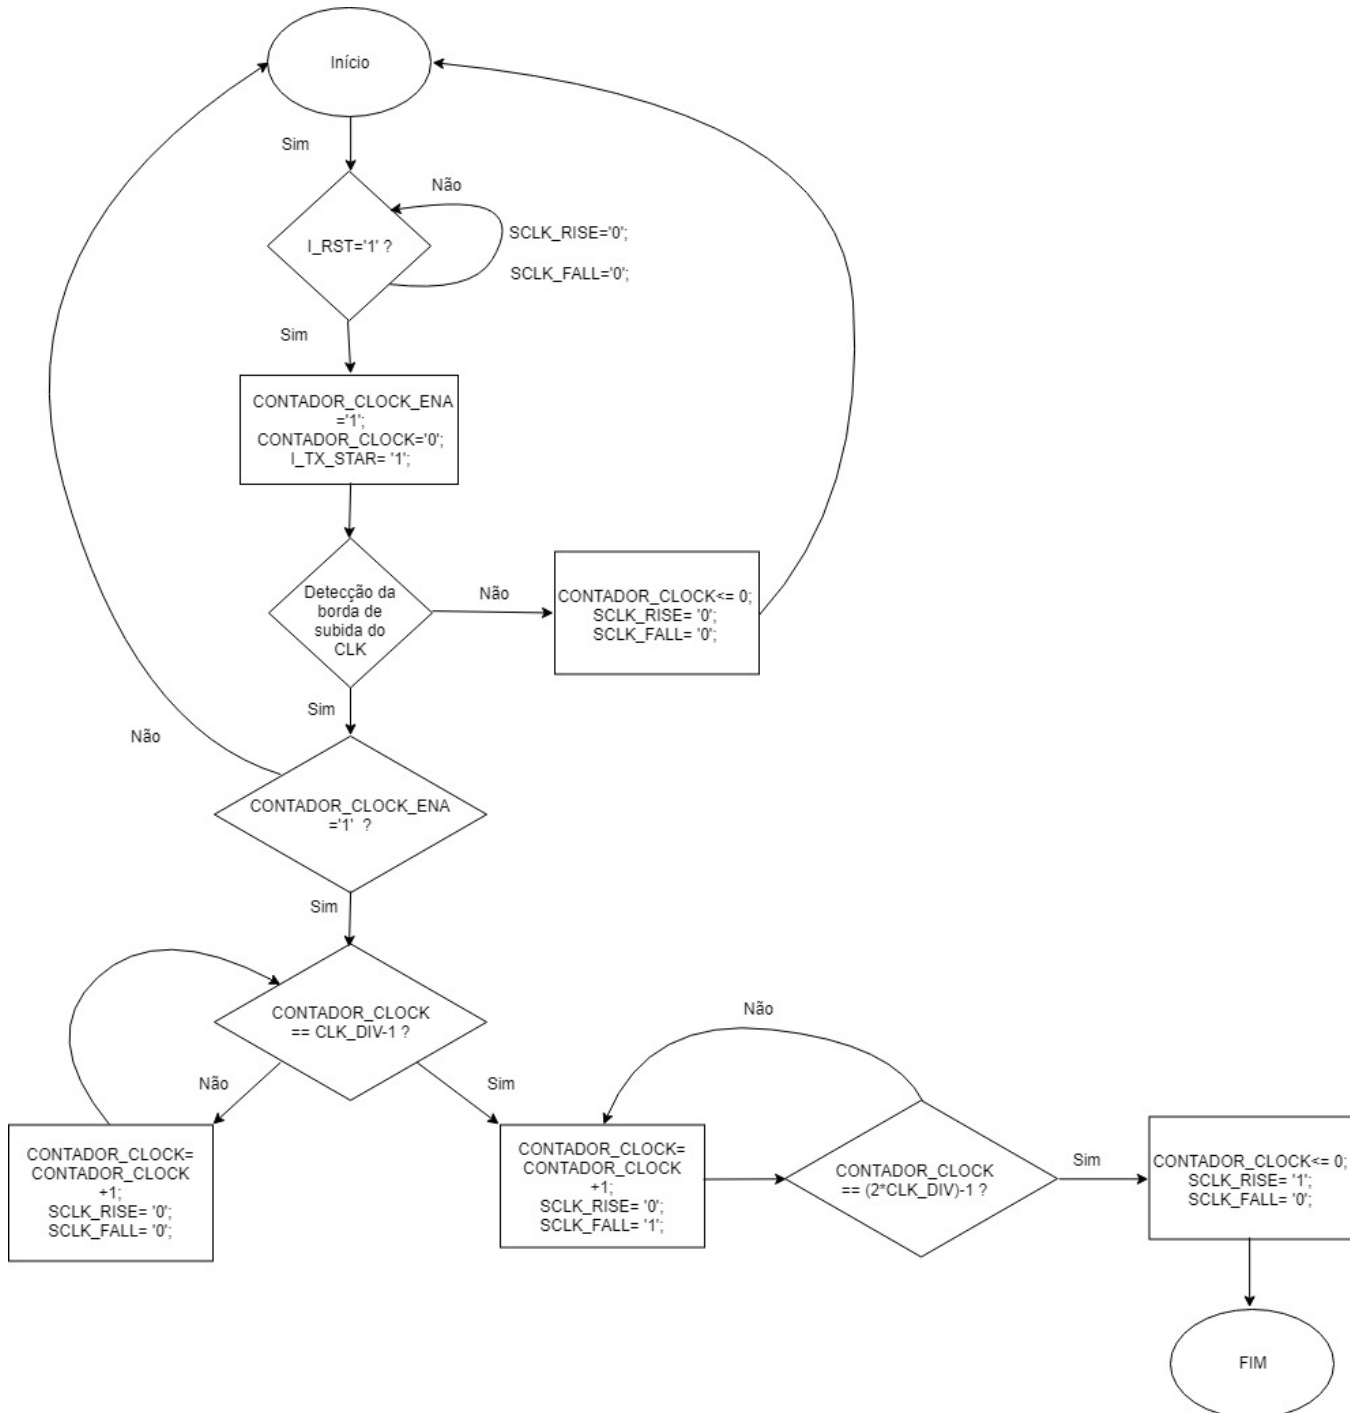 Início
Sim
Não
I_RST='1' ?
SCLK_RISE='0';
SCLK_FALL='0';
Sim
CONTADOR_CLOCK_ENA
='1';
CONTADOR_CLOCK='0';
I_TX_STAR= '1';
Detecção da
borda de
subida do
CLK
Não
CONTADOR_CLOCK<= 0;
SCLK_RISE= '0';
SCLK_FALL= '0';
Sim
Não
CONTADOR_CLOCK_ENA
='1' ?
Sim
CONTADOR_CLOCK
== CLK_DIV-1 ?
Não
Sim
CONTADOR_CLOCK=
CONTADOR_CLOCK
+1;
SCLK_RISE= '0';
SCLK_FALL= '0';
CONTADOR_CLOCK=
CONTADOR_CLOCK
+1;
SCLK_RISE= '0';
SCLK_FALL= '1';
Não
CONTADOR_CLOCK
== (2*CLK_DIV)-1 ?
Sim
CONTADOR_CLOCK<= 0;
SCLK_RISE= '1';
SCLK_FALL= '0';
FIM